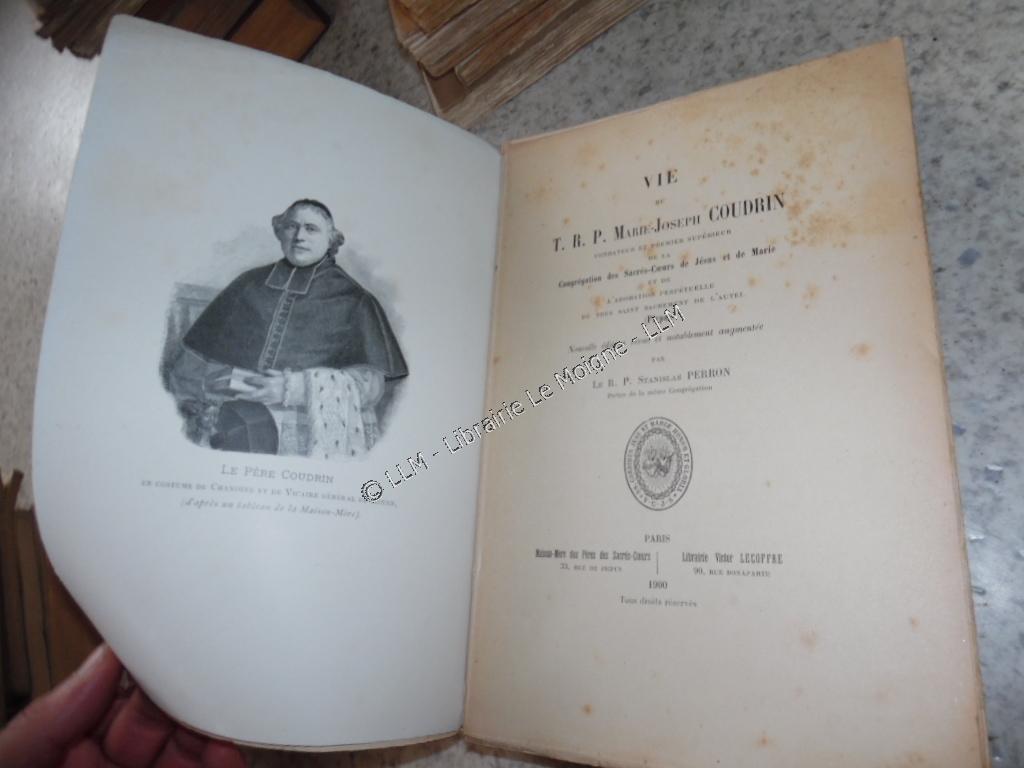 LE PÈRE COUDRIN
EN COSTUME DE CHANOINE ET DE VICAIRE GÉNÉRAL
(d'après un tableau de la Maison-Mère).
VIE
DU
T. R. P. MARIE-JOSEPH COUDRIN
FONDATEUR ET PREMIER SUPÉRIEUR
DE LA
Congrégation des Sacrés-Cœurs de Jésus et de Marie
ET DE
L'ADORATION PERPÉTUELLE
DU TRÈS SAINT SACREMENT DE L'AUTEL
Nouvelle et notablement augmentée
PAR
LE R. P. STANISLAS PERRON
Prêtre de la même Congrégation
PARIS
Maison-Mère des Pères des Sacrés-Cœurs
33, RUE DE PICPUS
Librairie Victor LECOFFRE
90, RUE BONAPARTE
1900
Tous droits réservés
© LLM - Librairie Le Moigne - LLM